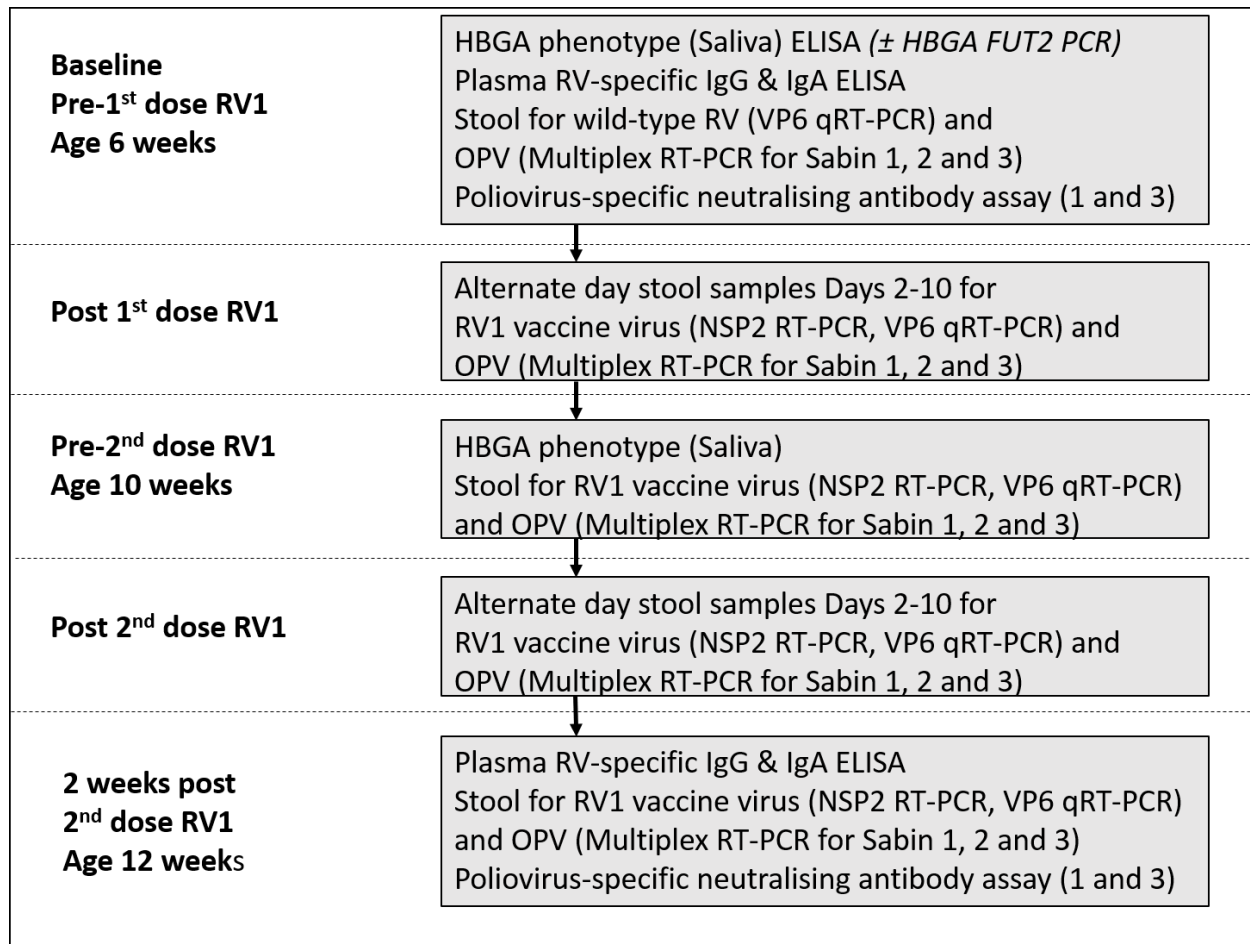 Baseline
Pre-1st dose RV1
Age 6 weeks
HBGA phenotype (Saliva) ELISA (± HBGA FUT2 PCR)
Plasma RV-specific IgG & IgA ELISA
Stool for wild-type RV (VP6 qRT-PCR) and
OPV (Multiplex RT-PCR for Sabin 1, 2 and 3)
Poliovirus-specific neutralising antibody assay (1 and 3)
Post 1st dose RV1
Alternate day stool samples Days 2-10 for
RV1 vaccine virus (NSP2 RT-PCR, VP6 qRT-PCR) and
OPV (Multiplex RT-PCR for Sabin 1, 2 and 3)
Pre-2nd dose RV1
Age 10 weeks
HBGA phenotype (Saliva)
Stool for RV1 vaccine virus (NSP2 RT-PCR, VP6 qRT-PCR)
and OPV (Multiplex RT-PCR for Sabin 1, 2 and 3)
Post 2nd dose RV1
Alternate day stool samples Days 2-10 for
RV1 vaccine virus (NSP2 RT-PCR, VP6 qRT-PCR) and
OPV (Multiplex RT-PCR for Sabin 1, 2 and 3)
2 weeks post
2nd dose RV1
Age 12 weeks
Plasma RV-specific IgG & IgA ELISA
Stool for RV1 vaccine virus (NSP2 RT-PCR, VP6 qRT-PCR)
and OPV (Multiplex RT-PCR for Sabin 1, 2 and 3)
Poliovirus-specific neutralising antibody assay (1 and 3)